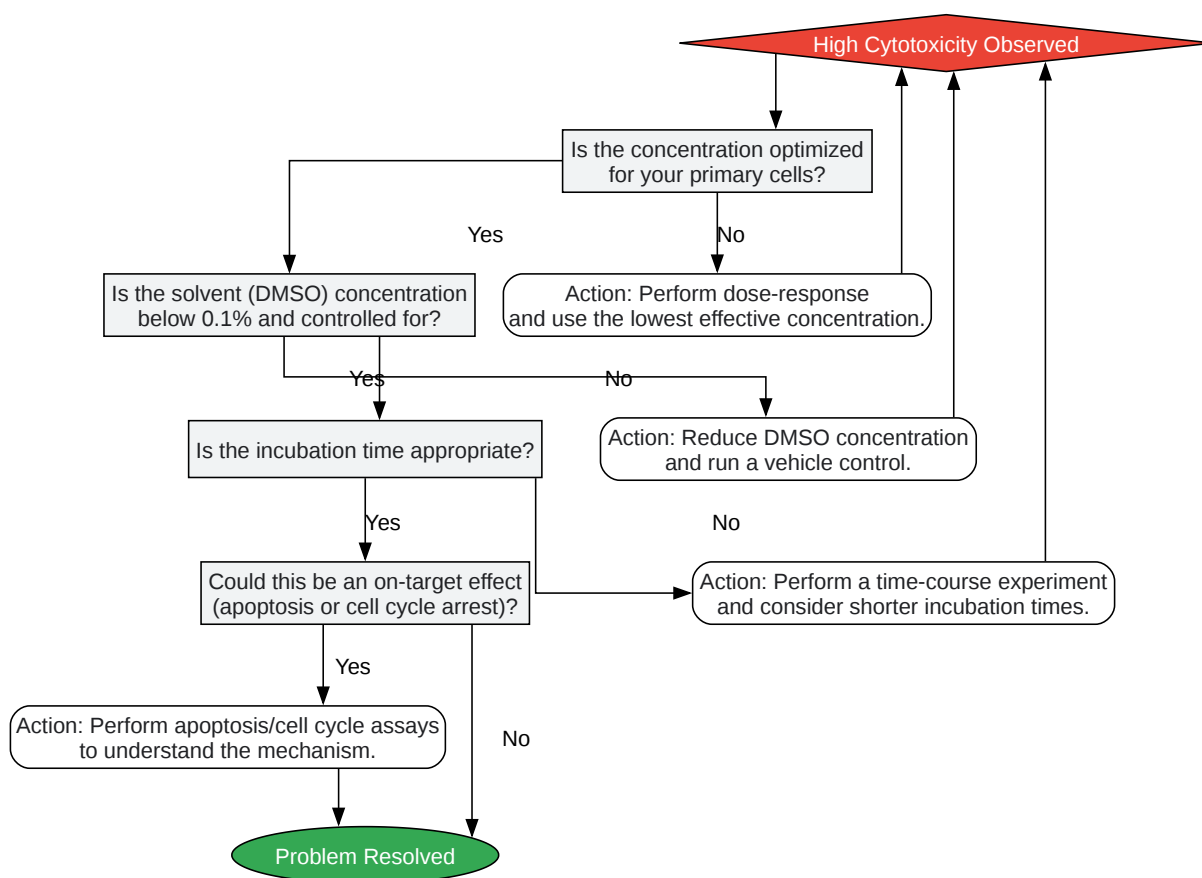 High Cytotoxicity Observed
Is the concentration optimized
for your primary cells?
Yes
No
Is the solvent (DMSO) concentration
below 0.1% and controlled for?
Action: Perform dose-response
and use the lowest effective concentration.
Yes
No
Action: Reduce DMSO concentration
and run a vehicle control.
Is the incubation time appropriate?
Yes
No
Could this be an on-target effect
(apoptosis or cell cycle arrest)?
Action: Perform a time-course experiment
and consider shorter incubation times.
Yes
Action: Perform apoptosis/cell cycle assays
to understand the mechanism.
No
Problem Resolved